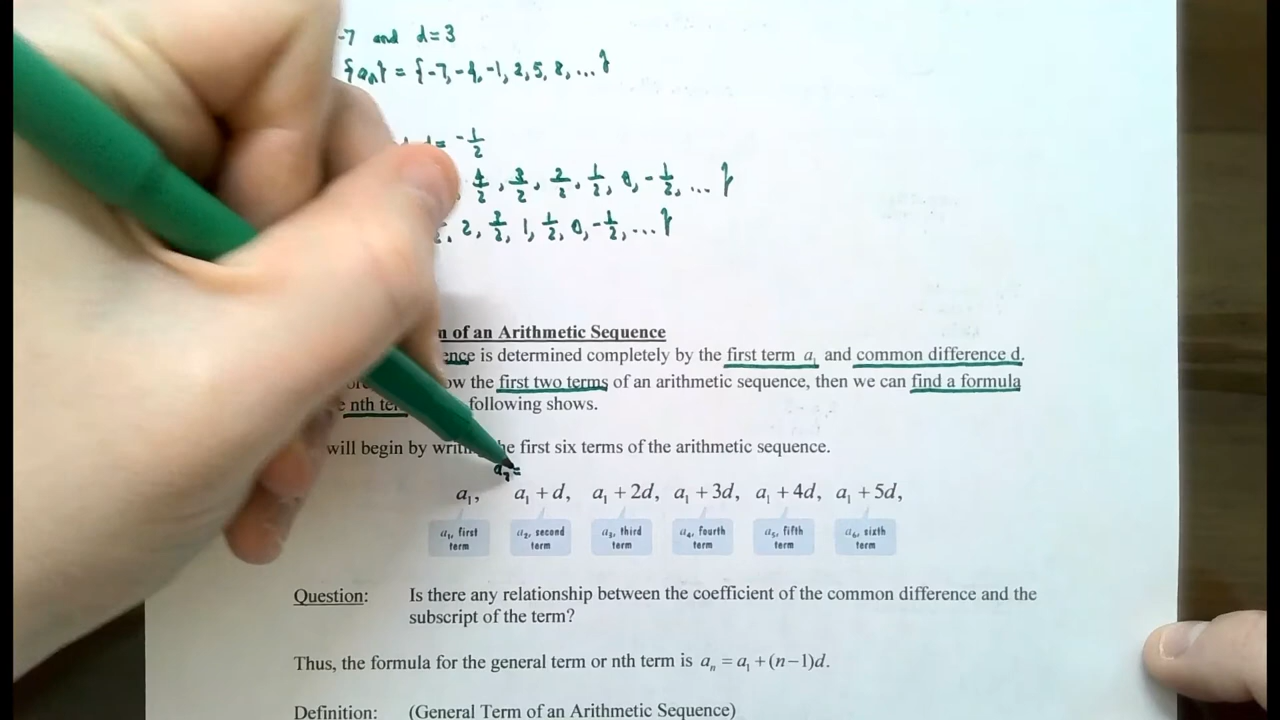 -7 and d=3
{an} = {-7, -4, -1, 2, 5, 8, ...}
d= -1/2
4/2, 3/2, 2/2, 1/2, 0, -1/2, ... }
2, 3/2, 1, 1/2, 0, -1/2, ... }
of an Arithmetic Sequence
is determined completely by the first term a₁ and common difference d.
the first two terms of an arithmetic sequence, then we can find a formula
nth following shows.
will begin by first six terms of the arithmetic sequence.
a₂=
a₁, a₁ + d, a₁ + 2d, a₁ + 3d, a₁ + 4d, a₁ + 5d,
a₁, first term a₂, second term a₃, third term a₄, fourth term a₅, fifth term a₆, sixth term
Question: Is there any relationship between the coefficient of the common difference and the
subscript of the term?
Thus, the formula for the general term or nth term is aₙ = a₁ + (n−1)d.
Definition: (General Term of an Arithmetic Sequence)